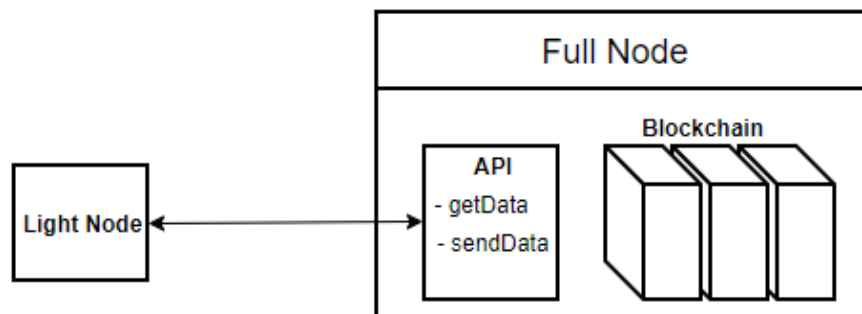 Full Node
Blockchain
API
- getData
- sendData
Light Node